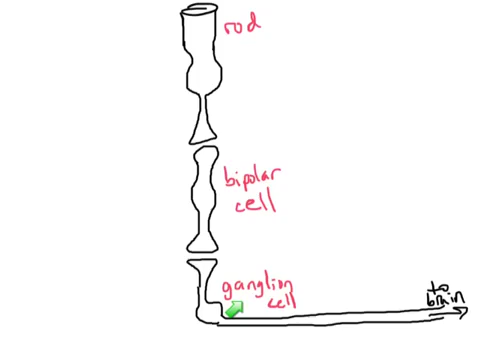 rod
bipolar
cell
ganglion
cell
to
brain